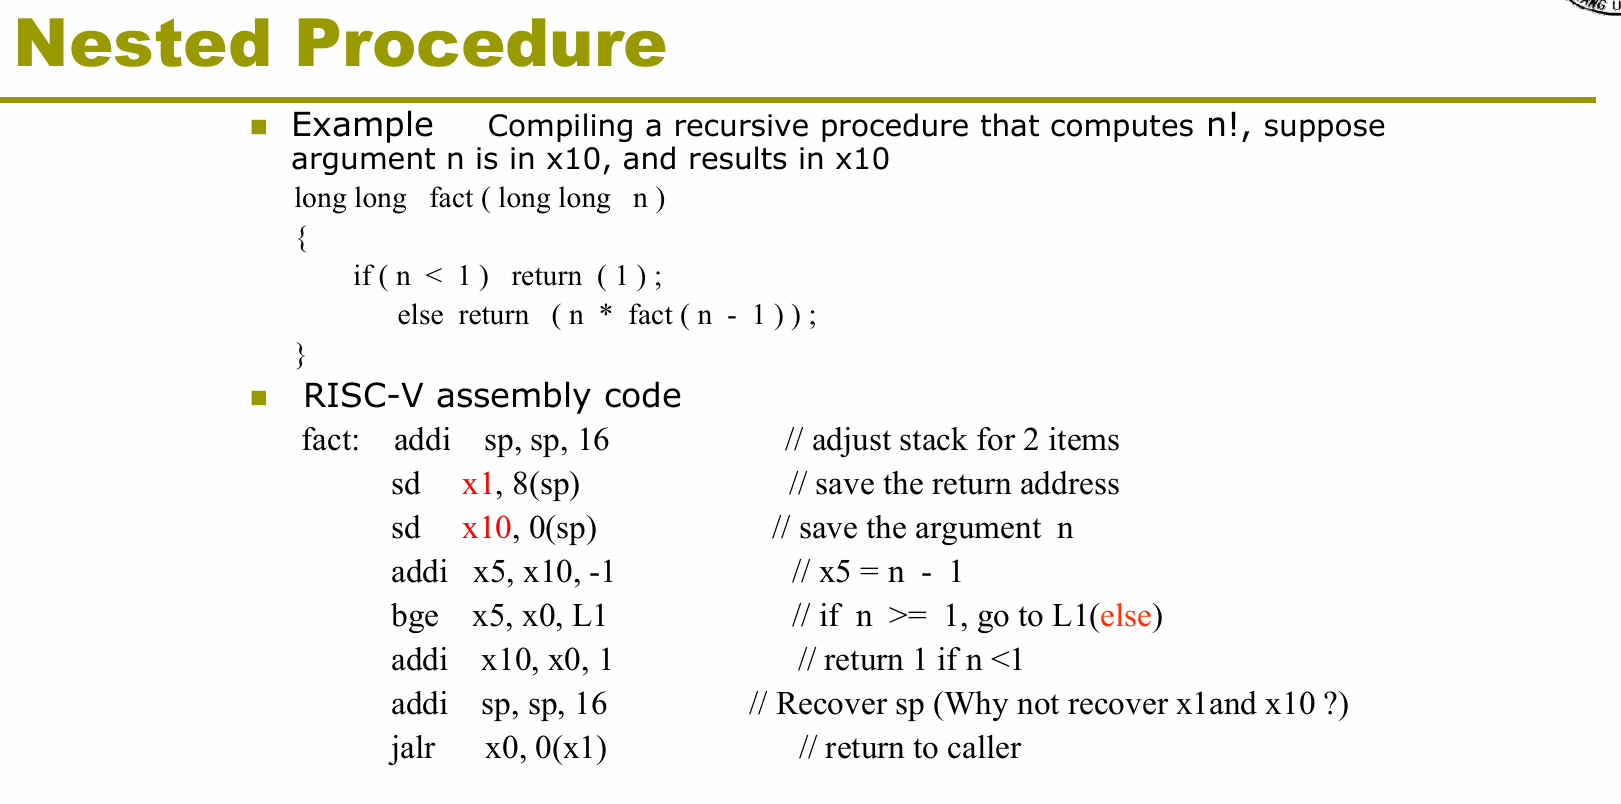 Nested Procedure
Example Compiling a recursive procedure that computes n!, suppose
argument n is in x10, and results in x10
long long fact ( long long n )
{
if ( n < 1 ) return ( 1 ) ;
else return ( n * fact ( n - 1 ) ) ;
}
RISC-V assembly code
fact: addi sp, sp, 16 // adjust stack for 2 items
sd x1, 8(sp) // save the return address
sd x10, 0(sp) // save the argument n
addi x5, x10, -1 // x5 = n - 1
bge x5, x0, L1 // if n >= 1, go to L1(else)
addi x10, x0, 1 // return 1 if n <1
addi sp, sp, 16 // Recover sp (Why not recover x1and x10 ?)
jalr x0, 0(x1) // return to caller